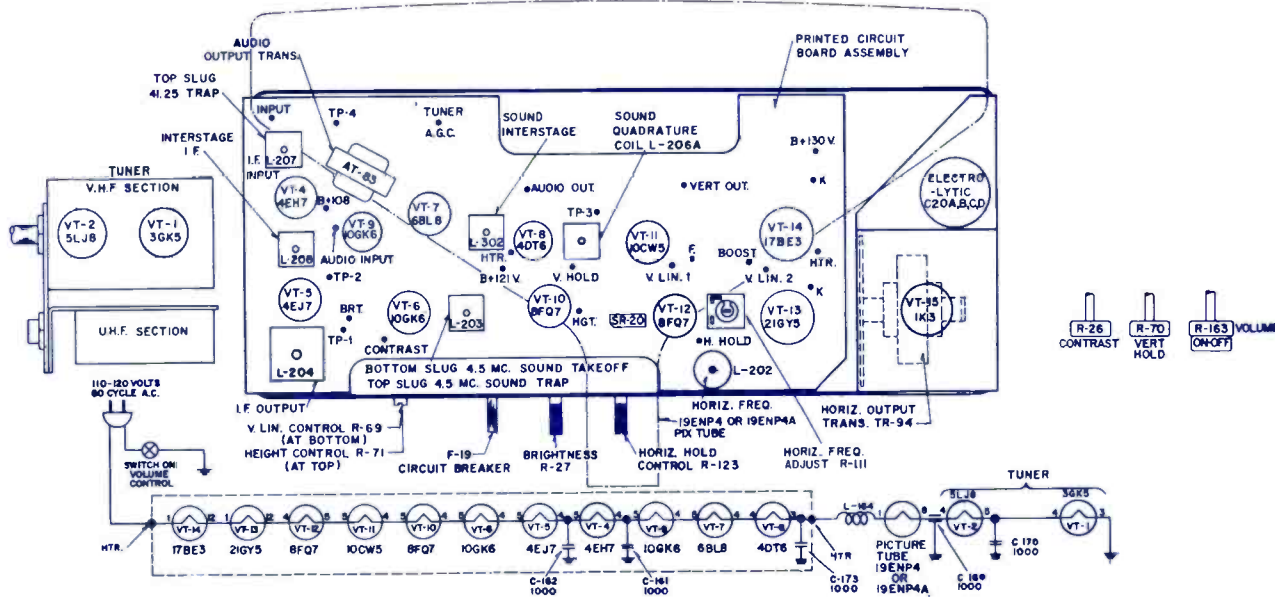 AUDIO
OUTPUT TRANS.
TOP SLUG
41.25 TRAP
INTERSTAGE
I.F.
INPUT
TP-4
TUNER
A.G.C.
SOUND
INTERSTAGE
SOUND
QUADRATURE
COIL L-206A
PRINTED CIRCUIT
BOARD ASSEMBLY
B+130V.
K
L-207
I.F.
INPUT
AT-83
VT-4
4EH7
B+108
VT-9
10GK6
AUDIO INPUT
VT-7
6BL8
AUDIO OUT.
VERT OUT.
TP-3
L-302
VT-8
4DT6
HTR.
B+121 V.
V. HOLD
VT-11
10CW5
F.
V. LIN. 1
BOOST
V. LIN. 2
VT-14
17BE3
HTR.
K
ELECTRO
-LYTIC
C20A,B,C,D
TUNER
V.H.F. SECTION
VT-2
5LJ8
VT-1
3GK5
U.H.F. SECTION
TP-2
VT-5
4EJ7
BRT.
TP-1
VT-6
10GK6
CONTRAST
L-203
VT-10
8FQ7
HGT.
SR-20
VT-12
8FQ7
H. HOLD
VT-13
21GY5
1K3
L-204
L-202
BOTTOM SLUG 4.5 MC. SOUND TAKEOFF
TOP SLUG 4.5 MC. SOUND TRAP
I.F. OUTPUT
V. LIN. CONTROL R-69
(AT BOTTOM)
HEIGHT CONTROL R-71
(AT TOP)
F-19
CIRCUIT BREAKER
BRIGHTNESS
R-27
HORIZ. HOLD
CONTROL R-123
HORIZ. FREQ.
19ENP4 OR 19ENP4A
PIX TUBE
HORIZ. FREQ.
ADJUST R-111
HORIZ. OUTPUT
TRANS. TR-94
R-26
CONTRAST
R-70
VERT
HOLD
R-163
ON-OFF
VOLUME
110-120 VOLTS
60 CYCLE A.C.
SWITCH ON
VOLUME
CONTROL
HTR.
1 VT-14 12
17BE3
1 VT-13 12
21GY5
VT-12
8FQ7
VT-11
10CW5
VT-10
8FQ7
VT-6
10GK6
VT-5
4EJ7
C-162
1000
VT-4
4EH7
C-161
1000
10GK6
VT-7
6BL8
VT-8
4DT6
C-173
1000
HTR
PICTURE
TUBE
19ENP4
OR
19ENP4A
TUNER
5LJ8
VT-2
1000
1000
3GK5
VT-1